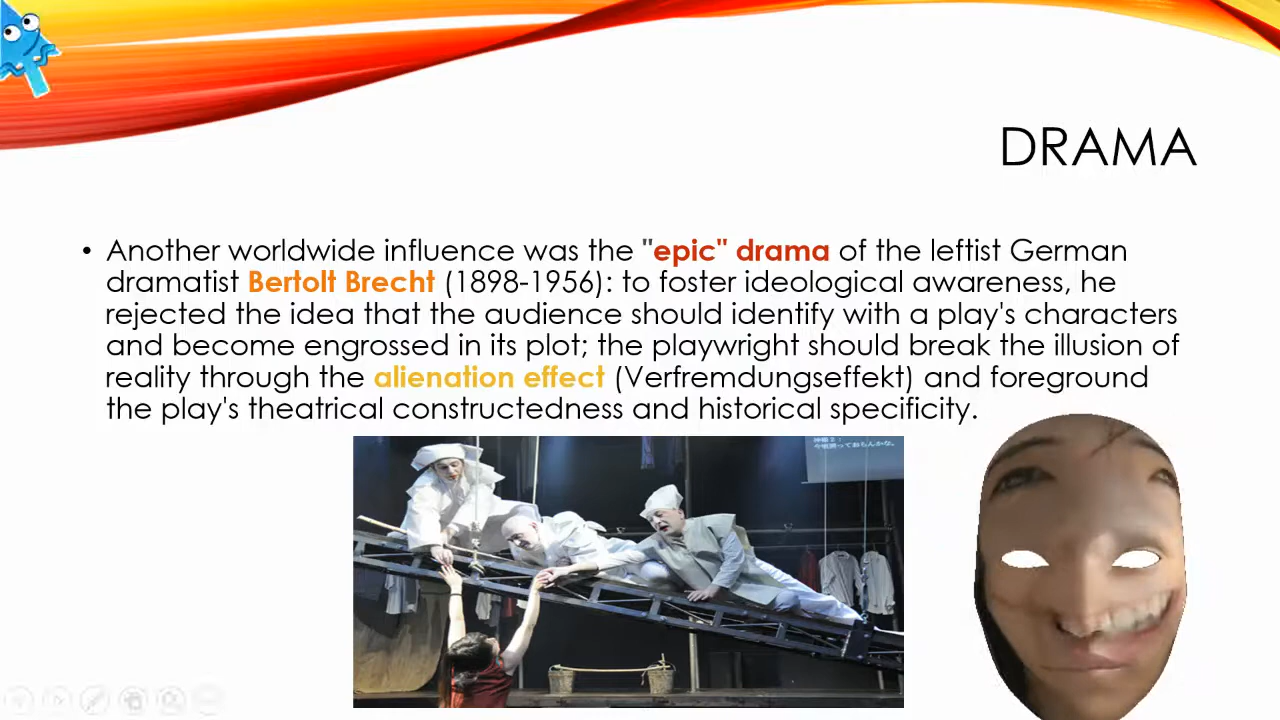 DRAMA
• Another worldwide influence was the "epic" drama of the leftist German
dramatist Bertolt Brecht (1898-1956): to foster ideological awareness, he
rejected the idea that the audience should identify with a play's characters
and become engrossed in its plot; the playwright should break the illusion of
reality through the alienation effect (Verfremdungseffekt) and foreground
the play's theatrical constructedness and historical specificity.